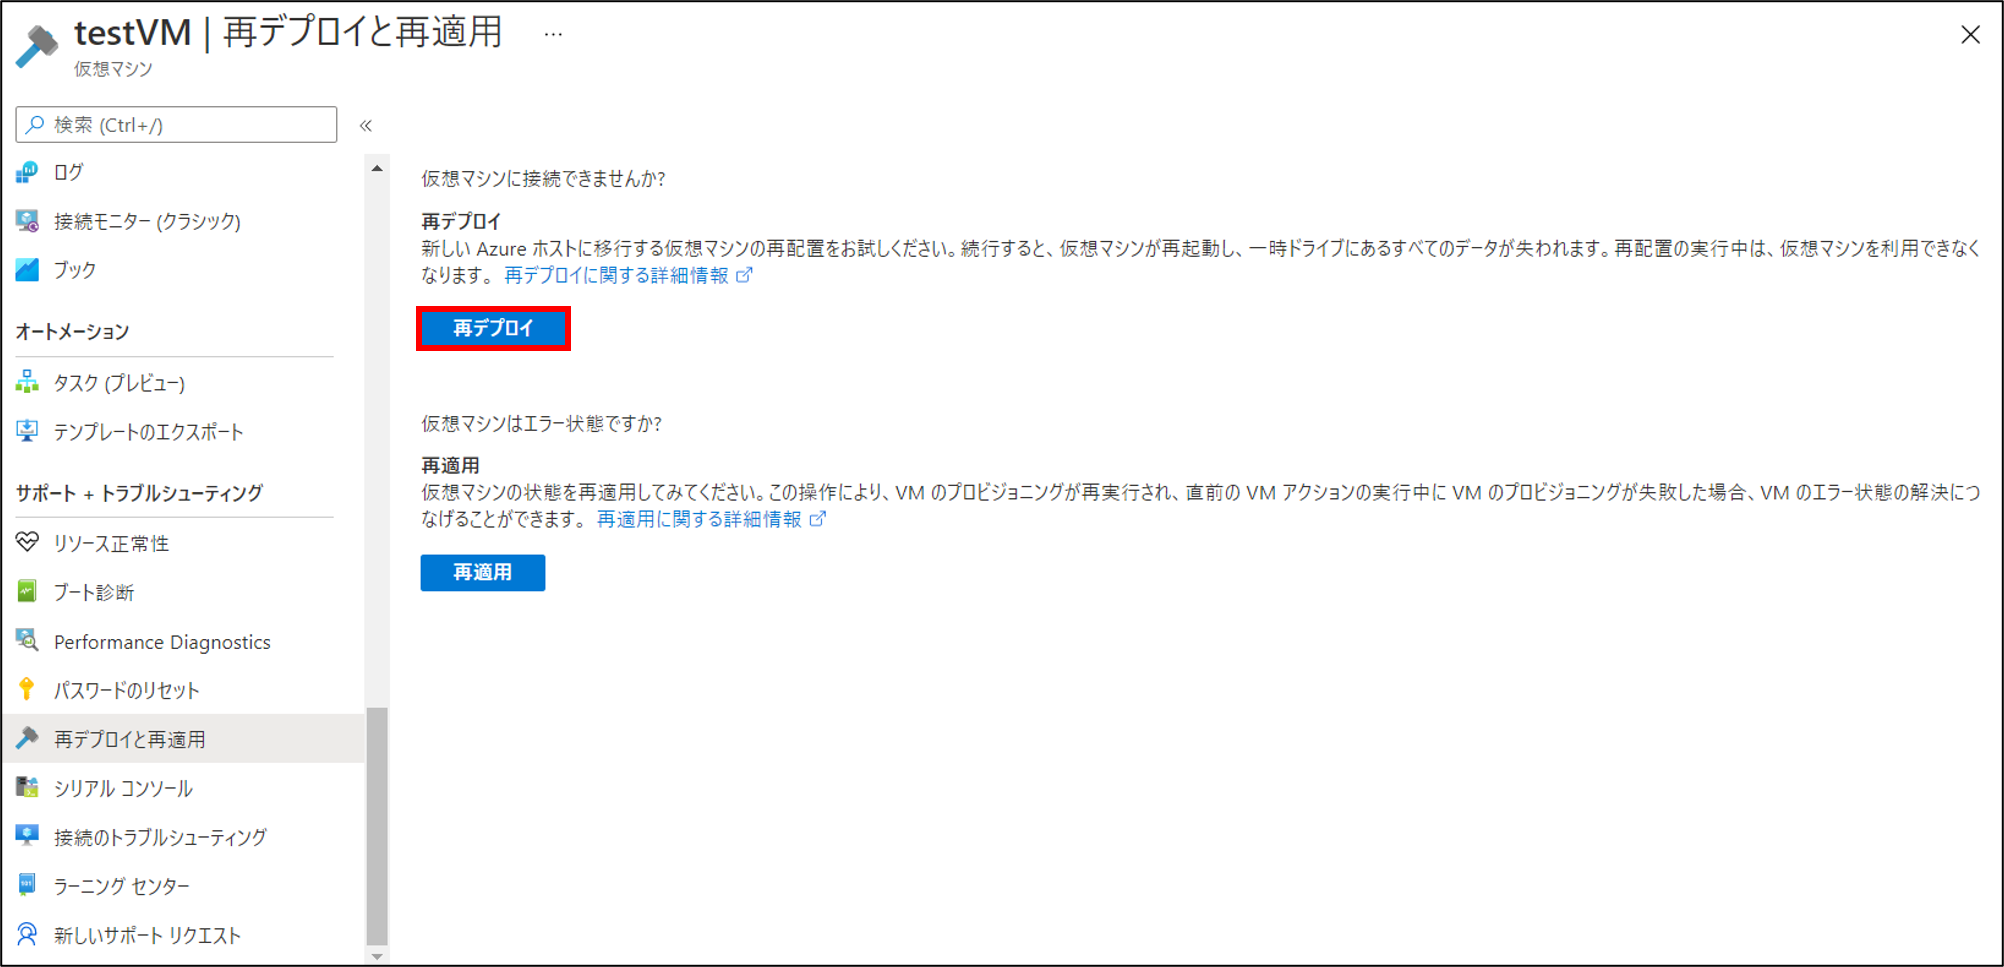 testVM | 再デプロイと再適用 …
仮想マシン
検索 (Ctrl+/)
«
ログ
接続モニター (クラシック)
ブック
オートメーション
タスク (プレビュー)
テンプレートのエクスポート
サポート + トラブルシューティング
リソース正常性
ブート診断
Performance Diagnostics
パスワードのリセット
再デプロイと再適用
シリアル コンソール
接続のトラブルシューティング
ラーニング センター
新しいサポート リクエスト
仮想マシンに接続できませんか?
再デプロイ
新しい Azure ホストに移行する仮想マシンの再配置をお試しください。続行すると、仮想マシンが再起動し、一時ドライブにあるすべてのデータが失われます。再配置の実行中は、仮想マシンを利用できなく
なります。 再デプロイに関する詳細情報
再デプロイ
仮想マシンはエラー状態ですか?
再適用
仮想マシンの状態を再適用してみてください。この操作により、VM のプロビジョニングが再実行され、直前の VM アクションの実行中に VM のプロビジョニングが失敗した場合、VM のエラー状態の解決につ
なげることができます。 再適用に関する詳細情報
再適用